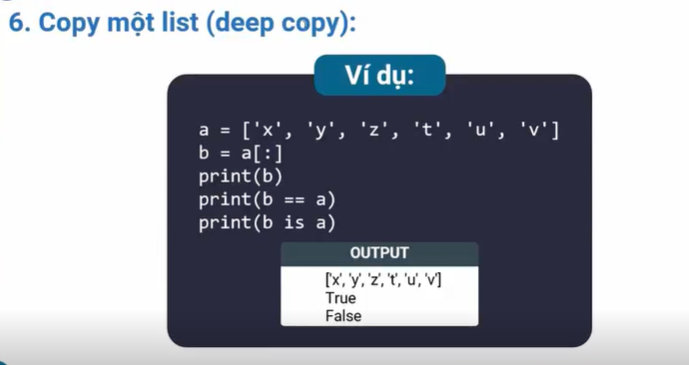 6. Copy một list (deep copy):
Ví dụ:
a = ['x', 'y', 'z', 't', 'u', 'v']
b = a[:]
print(b)
print(b == a)
print(b is a)
OUTPUT
['x', 'y', 'z', 't', 'u', 'v']
True
False